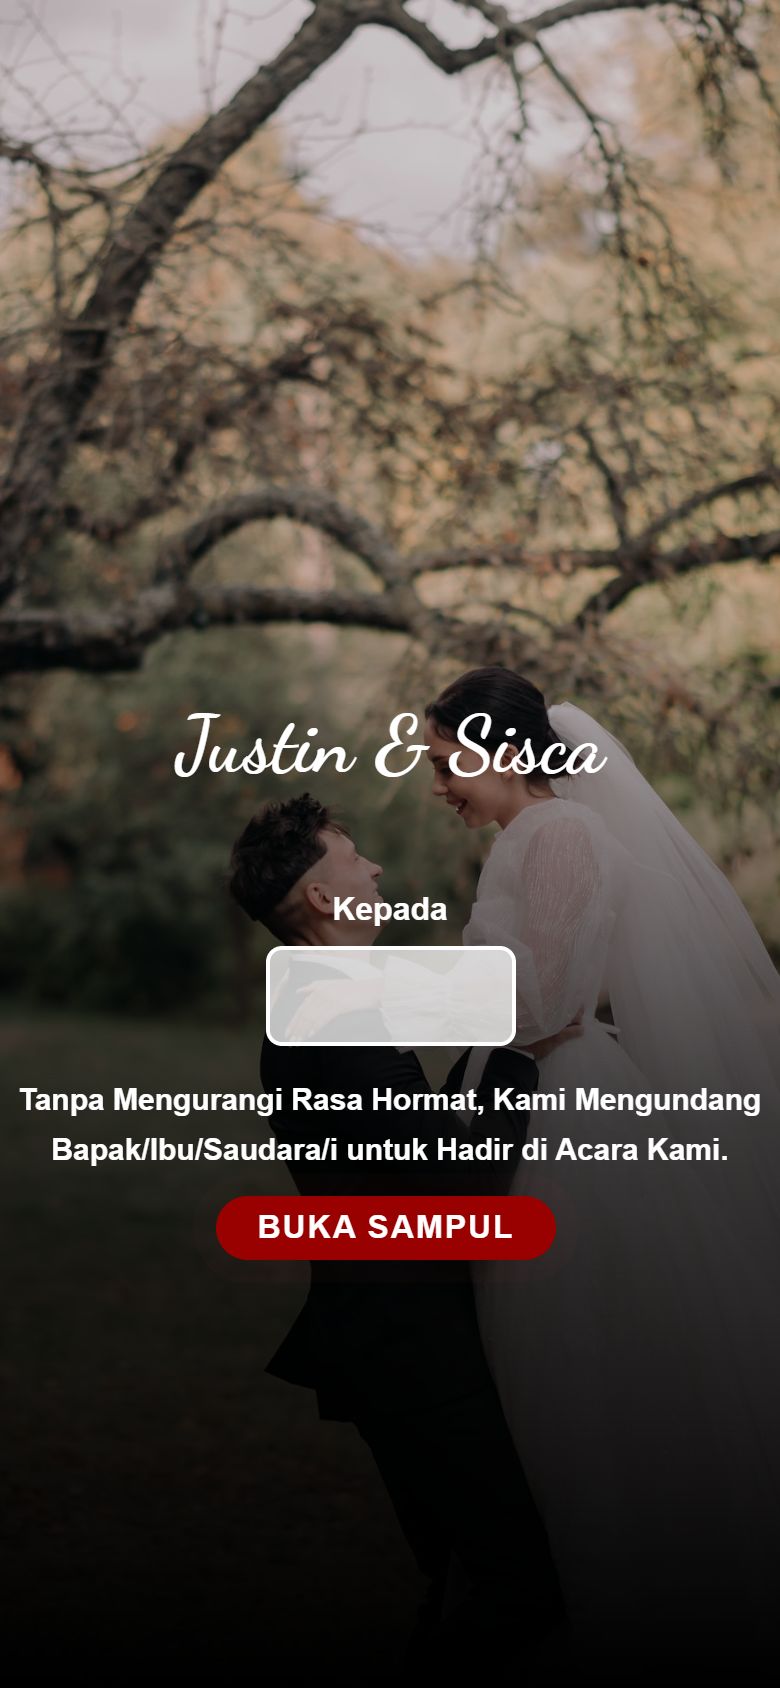 Justin & Sisca
Kepada
Tanpa Mengurangi Rasa Hormat, Kami Mengundang
Bapak/Ibu/Saudara/i untuk Hadir di Acara Kami.
BUKA SAMPUL